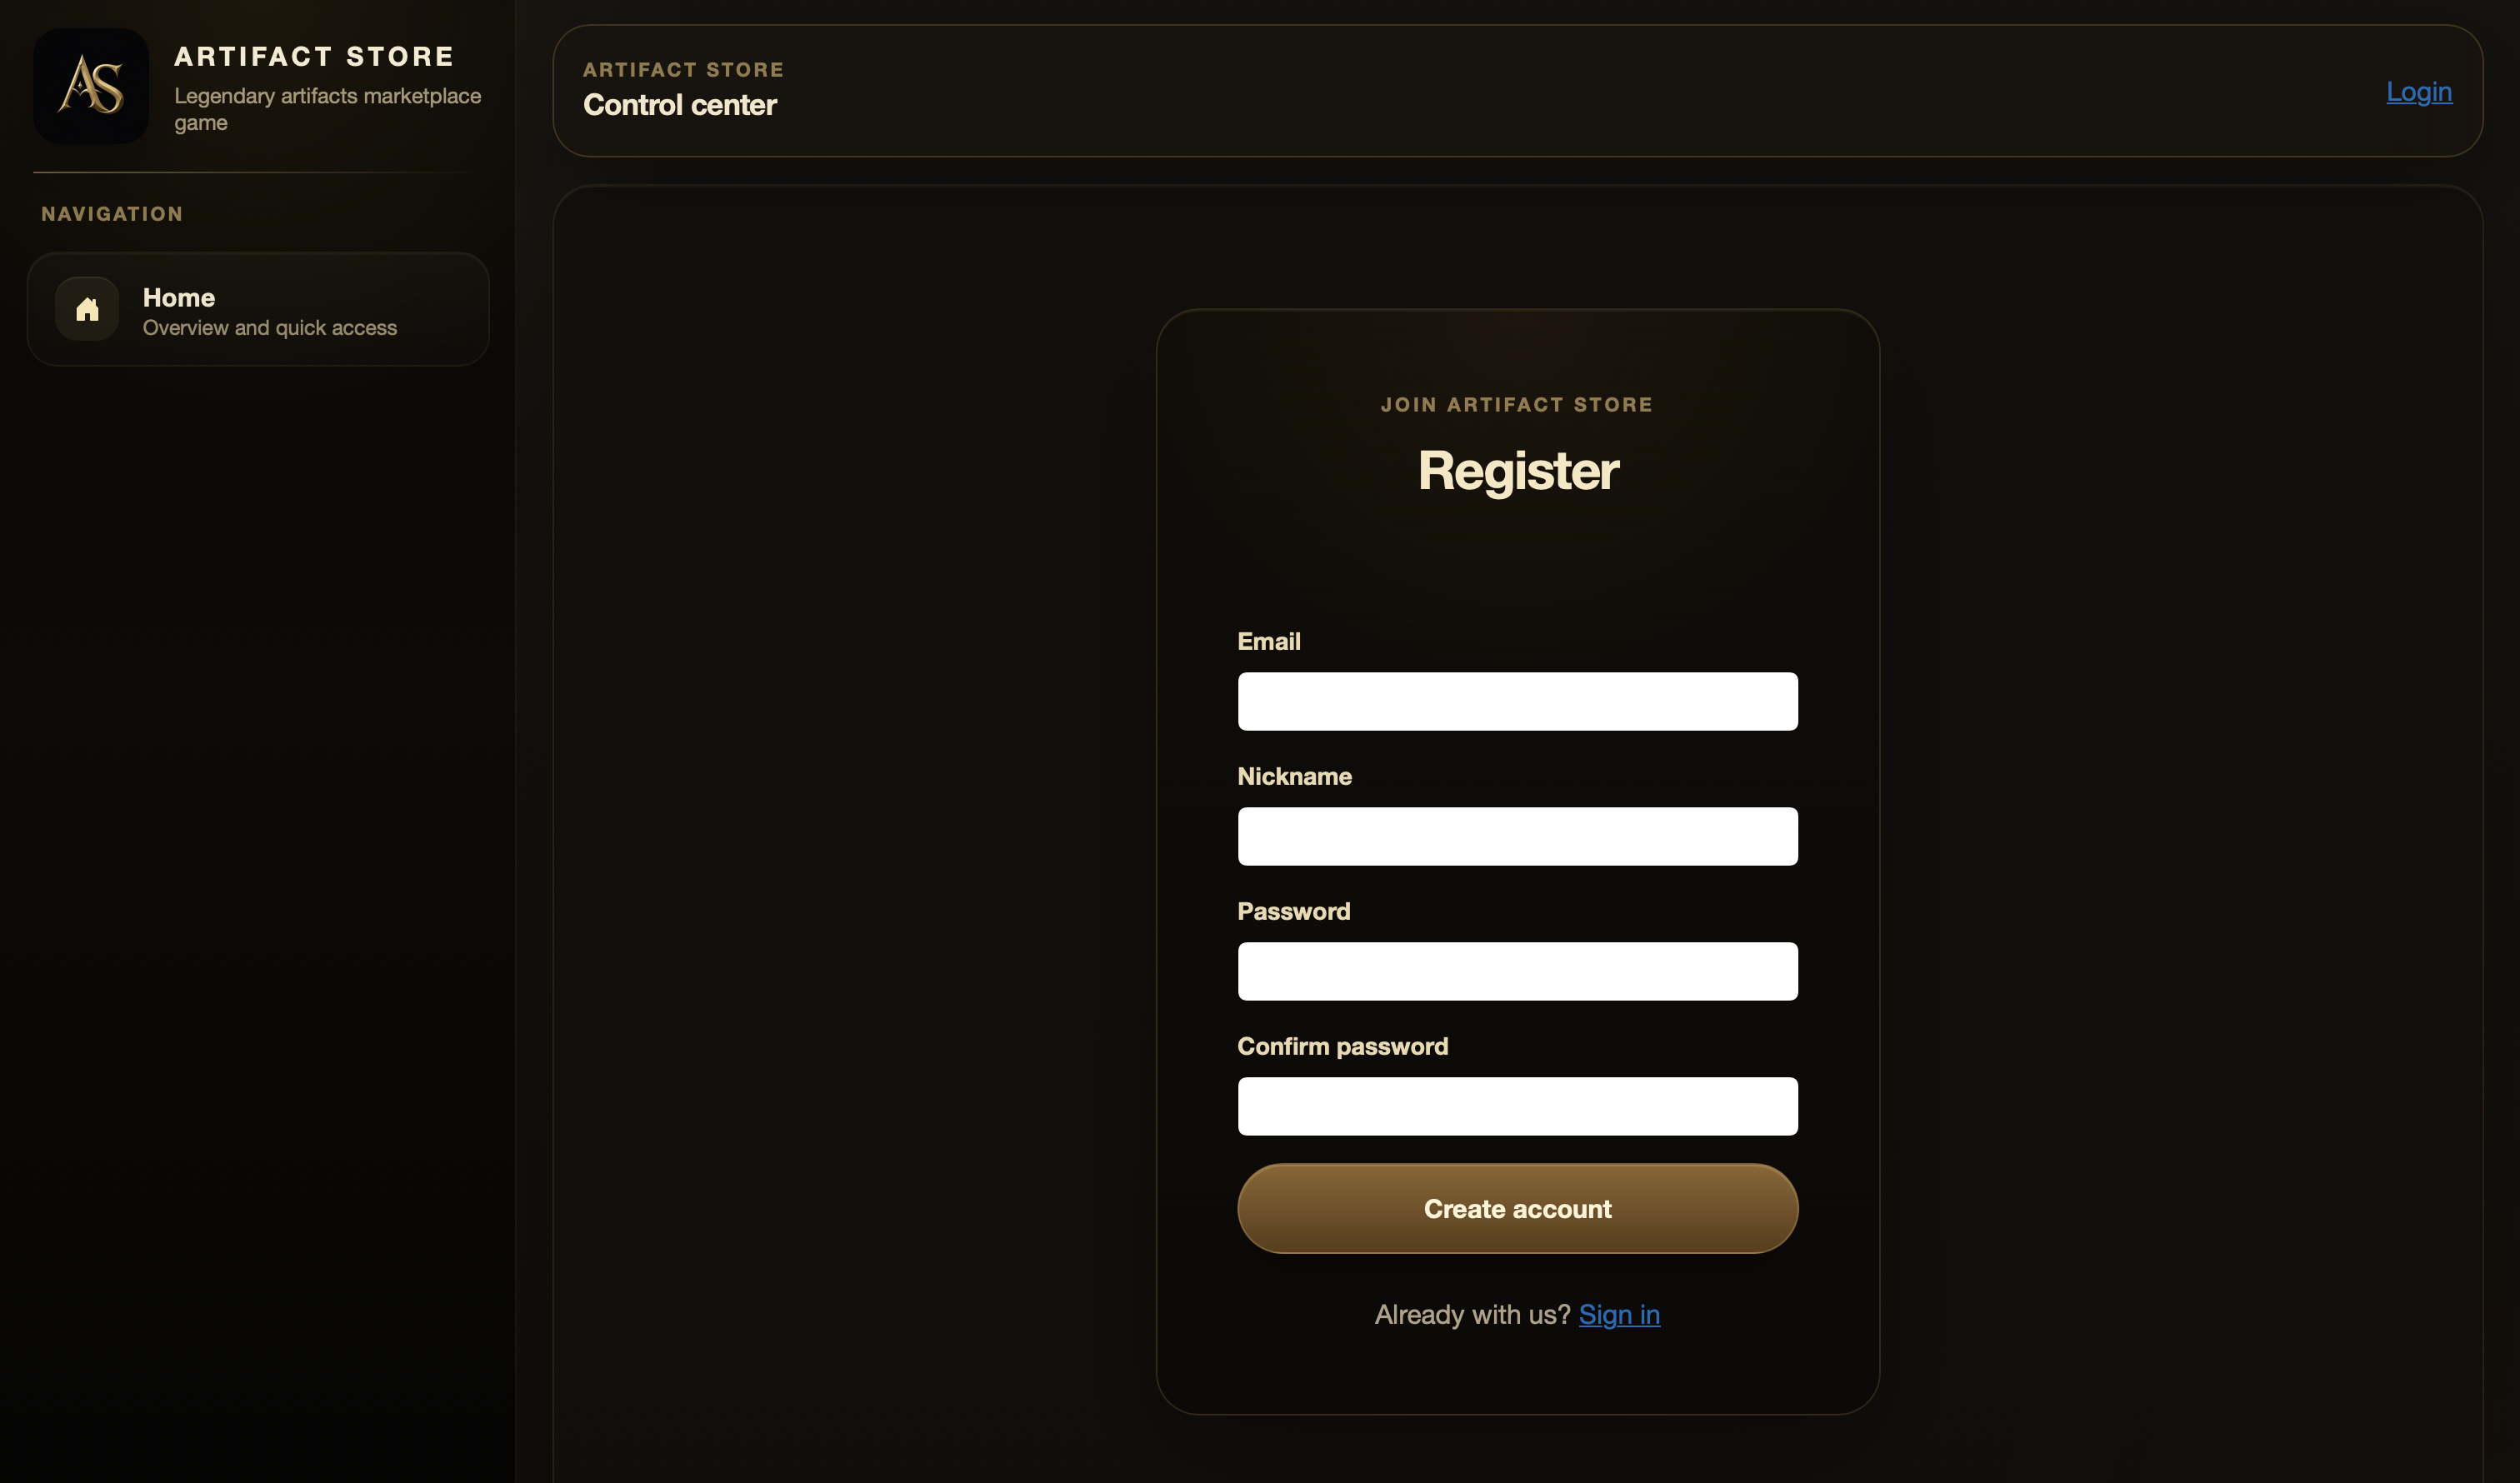 AS
ARTIFACT STORE
Legendary artifacts marketplace
game
NAVIGATION
Home
Overview and quick access
ARTIFACT STORE
Control center
Login
JOIN ARTIFACT STORE
Register
Email
Nickname
Password
Confirm password
Create account
Already with us? Sign in